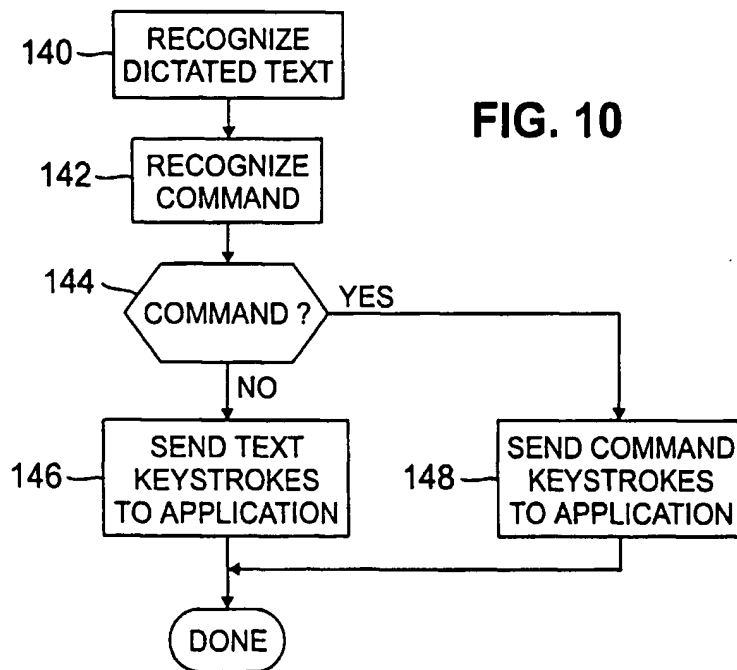 140
RECOGNIZE
DICTATED TEXT
FIG. 10
142
RECOGNIZE
COMMAND
144
COMMAND ?
YES
NO
146
SEND TEXT
KEYSTROKES
TO APPLICATION
148
SEND COMMAND
KEYSTROKES
TO APPLICATION
DONE